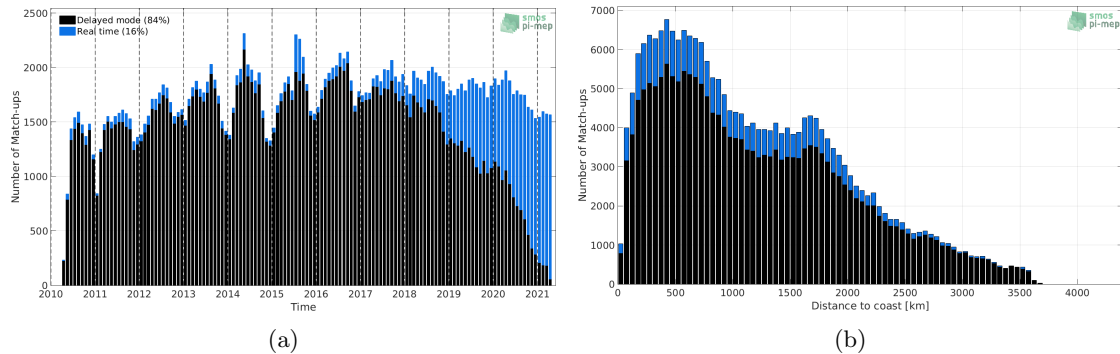 Delayed mode (84%)
Real time (16%)
smos
pi-mep
Number of Match-ups
2500
2000
1500
1000
500
0
2010 2011 2012 2013 2014 2015 2016 2017 2018 2019 2020 2021
Time
(a)
smos
pi-mep
Number of Match-ups
7000
6000
5000
4000
3000
2000
1000
0
0 500 1000 1500 2000 2500 3000 3500 4000
Distance to coast [km]
(b)